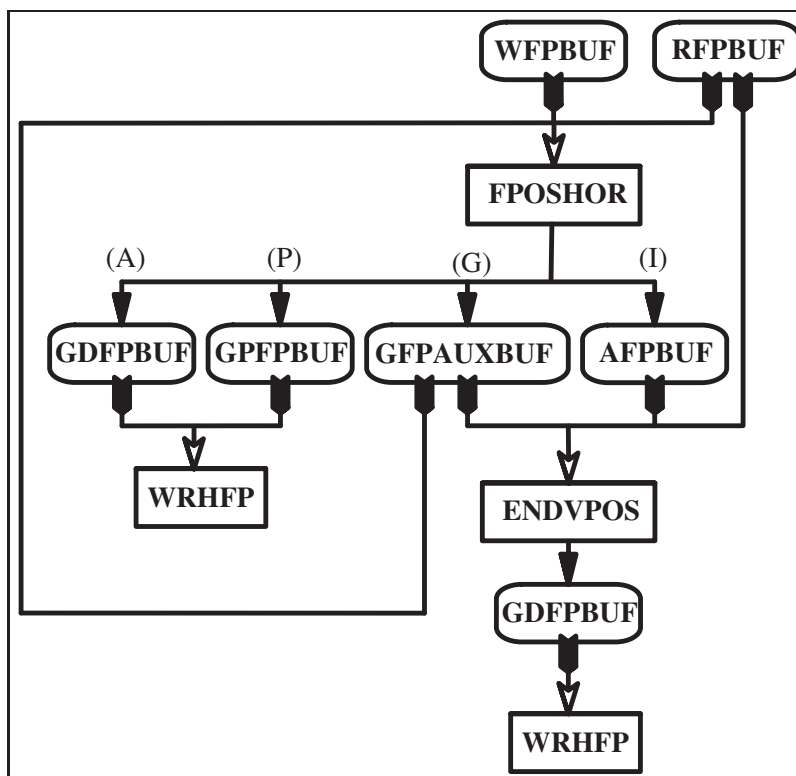 WFPBUF RFPBUF
FPOSHOR
(A) (P) (G) (I)
GDFPBUF GPFPBUF GFPAUXBUF AFPBUF
WRHFP
ENDVPOS
GDFPBUF
WRHFP